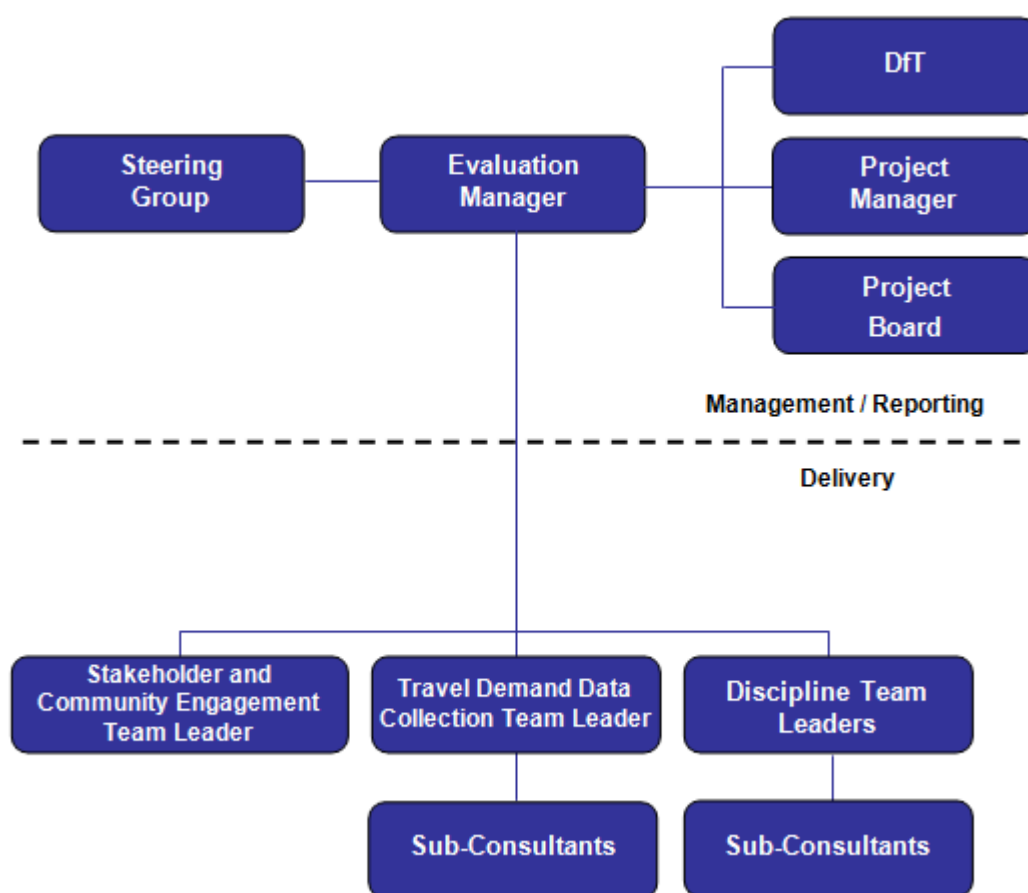 DfT
Steering
Group
Evaluation
Manager
Project
Manager
Project
Board
Management / Reporting
Delivery
Stakeholder and
Community Engagement
Team Leader
Travel Demand Data
Collection Team Leader
Discipline Team
Leaders
Sub-Consultants
Sub-Consultants